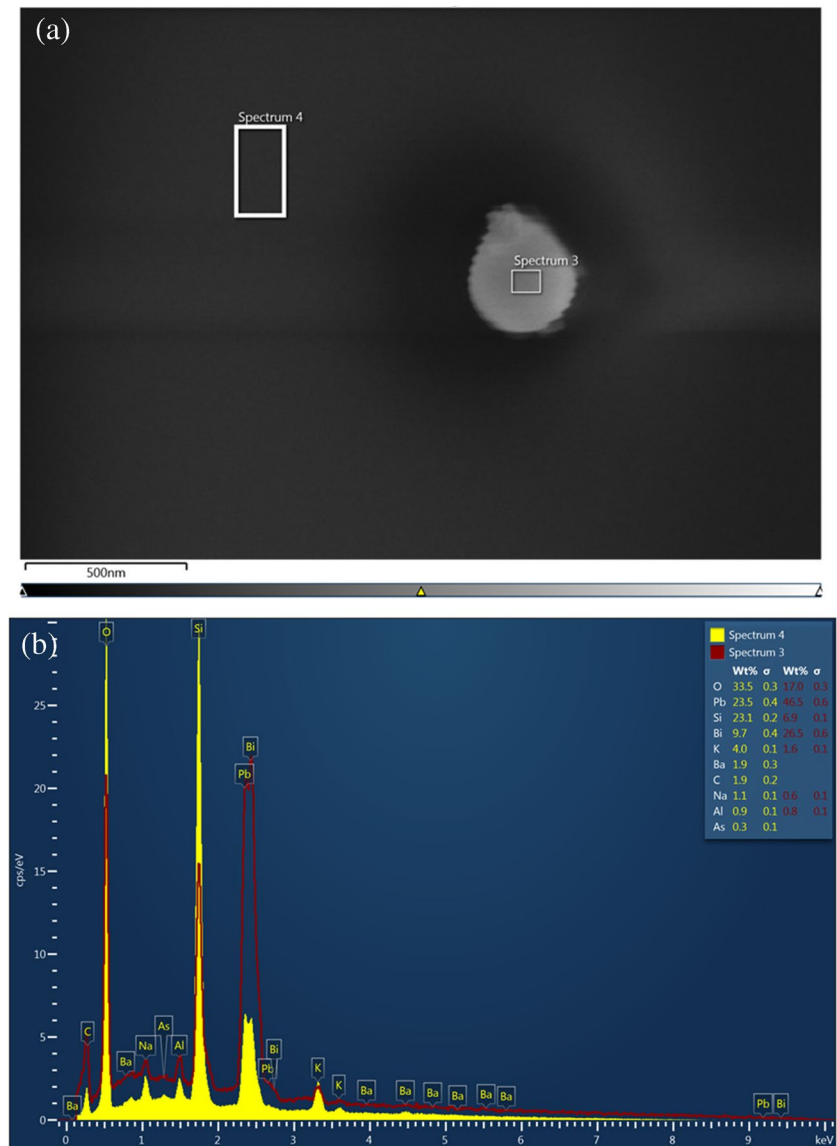 (a)
Spectrum 4
Spectrum 3
500nm
(b)
Spectrum 4
Spectrum 3
Wt% σ Wt% σ
O 33.5 0.3 17.0 0.3
Pb 23.5 0.4 46.5 0.6
Si 23.1 0.2 6.9 0.1
Bi 9.7 0.4 26.5 0.6
K 4.0 0.1 1.6 0.1
Ba 1.9 0.3
C 1.9 0.2
Na 1.1 0.1 0.6 0.1
Al 0.9 0.1 0.8 0.1
As 0.3 0.1
O
Si
Bi
Pb
C
Ba
Na
As
Al
Bi
Pb
K
K
Ba
Ba
Ba
Ba
Ba
Ba
Pb
Bi
Ba
25
20
15
10
5
0
cps/eV
0 1 2 3 4 5 6 7 8 9 keV